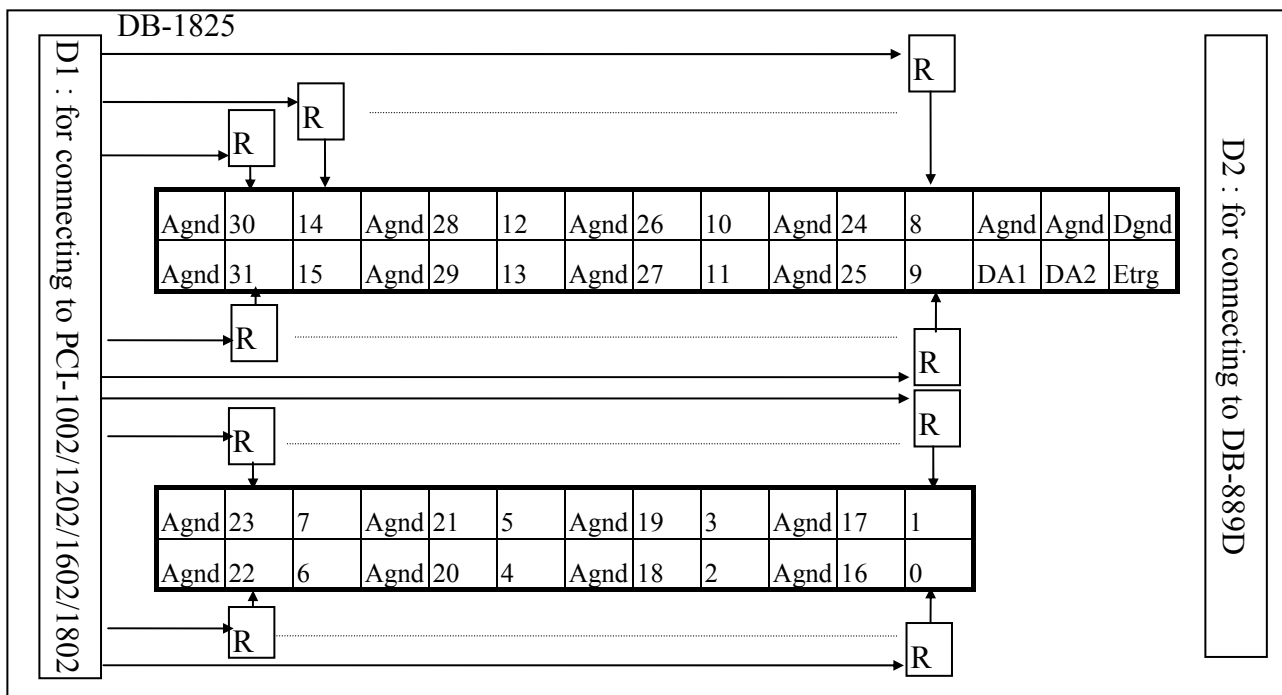 DB-1825
D1 : for connecting to PCI-1002/1202/1602/1802
R
R
R
Agnd 30 14 Agnd 28 12 Agnd 26 10 Agnd 24 8 Agnd Agnd Dgnd
Agnd 31 15 Agnd 29 13 Agnd 27 11 Agnd 25 9 DA1 DA2 Etrg
R
R
R
R
Agnd 23 7 Agnd 21 5 Agnd 19 3 Agnd 17 1
Agnd 22 6 Agnd 20 4 Agnd 18 2 Agnd 16 0
R
R
D2 : for connecting to DB-889D